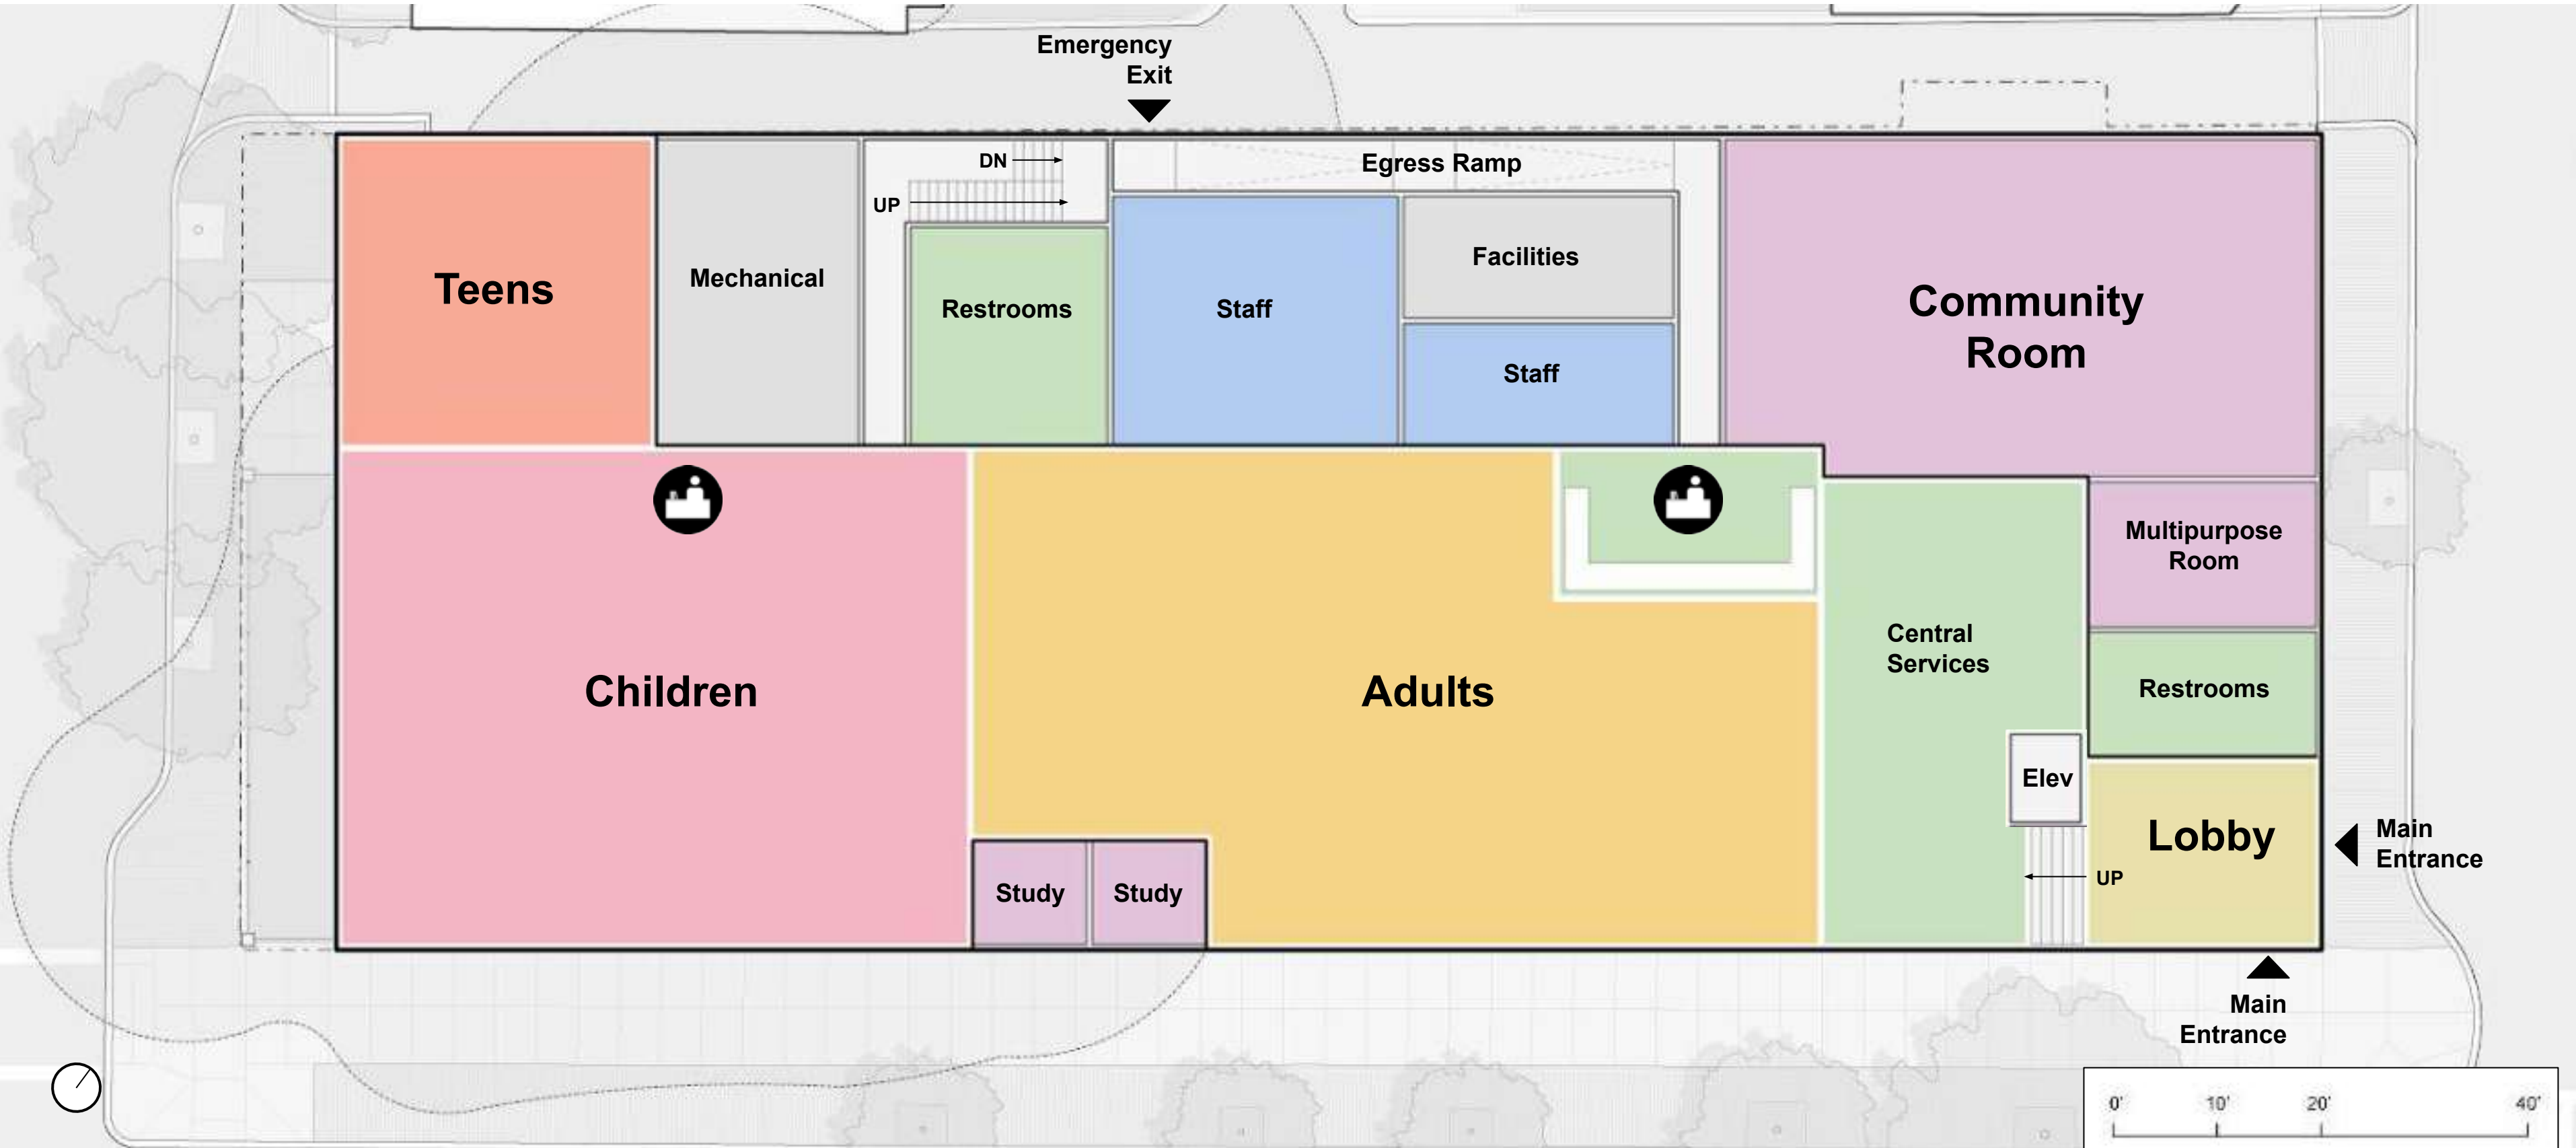 Emergency
Exit
DN
Egress Ramp
UP
Teens
Mechanical
Restrooms
Staff
Facilities
Staff
Community
Room
Multipurpose
Room
Children
Adults
Central
Services
Restrooms
Elev
Lobby
UP
Study
Study
Main
Entrance
Main
Entrance
0' 10' 20' 40'